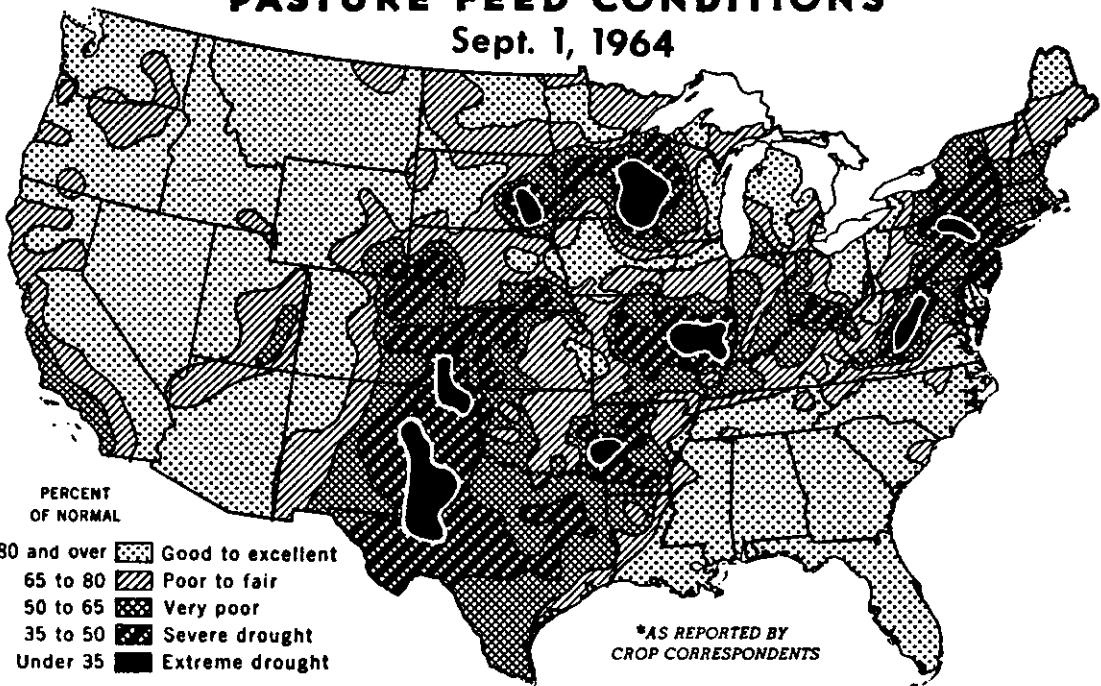 PASTURE FEED CONDITIONS
Sept. 1, 1964
PERCENT
OF NORMAL
80 and over Good to excellent
65 to 80 Poor to fair
50 to 65 Very poor
35 to 50 Severe drought
Under 35 Extreme drought
*AS REPORTED BY
CROP CORRESPONDENTS